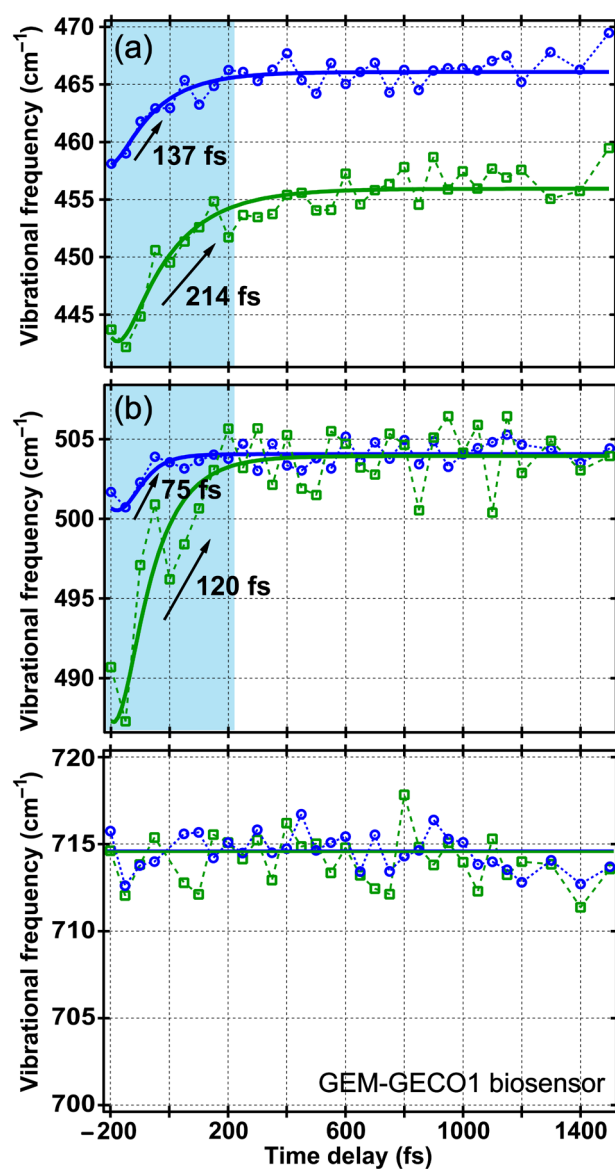 470
(a)
465
460
137 fs
455
450
214 fs
445
Vibrational frequency (cm⁻¹)
(b)
505
75 fs
500
495
120 fs
490
Vibrational frequency (cm⁻¹)
720
715
710
705
700
Vibrational frequency (cm⁻¹)
GEM-GECO1 biosensor
−200 200 600 1000 1400
Time delay (fs)